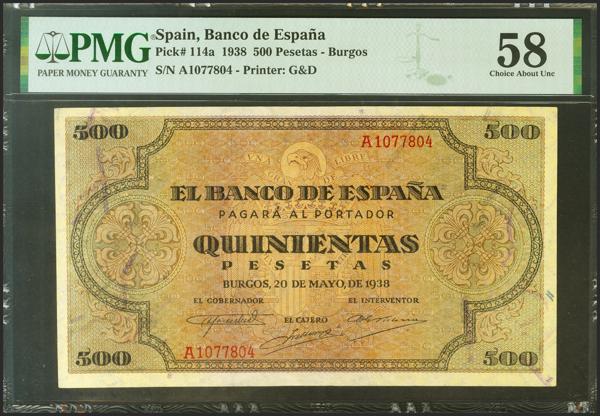 PMG
PAPER MONEY GUARANTY
Spain, Banco de España
Pick# 114a 1938 500 Pesetas - Burgos
S/N A1077804 - Printer: G&D
58
Choice About Unc
500
500
A1077804
UNA
LIBRE
GRANDE
EL BANCO DE ESPAÑA
PAGARÁ AL PORTADOR
QUINIENTAS
PESETAS
BURGOS, 20 DE MAYO, DE 1938
EL GOBERNADOR
EL INTERVENTOR
EL CAJERO
A1077804
500
500